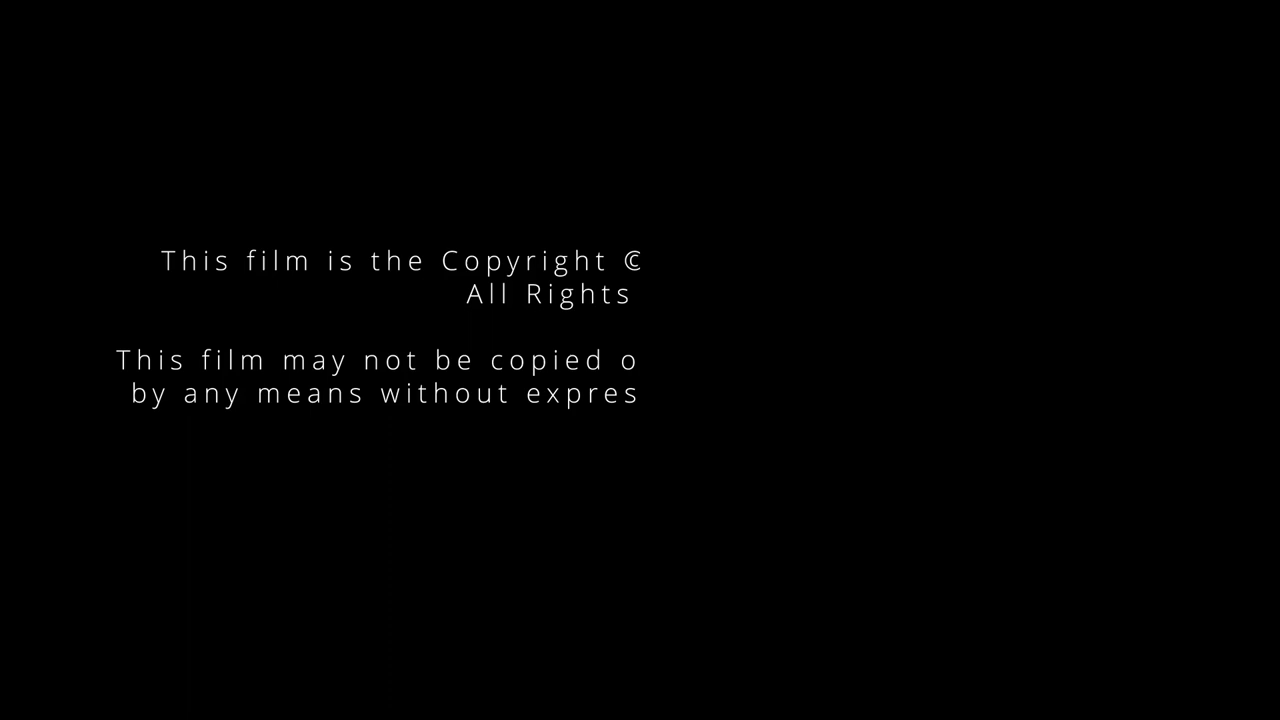 This film is the Copyright ©
All Rights
This film may not be copied o
by any means without expres